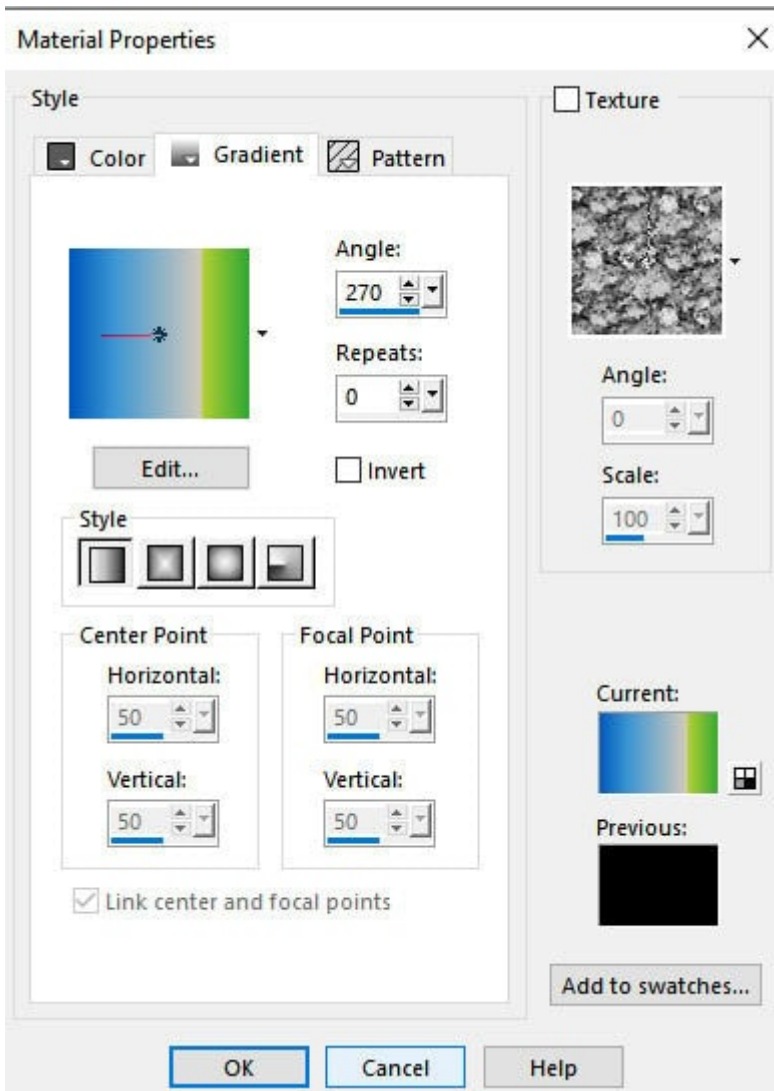 Material Properties
Style
Color
Gradient
Pattern
Angle:
270
Repeats:
0
Edit...
Invert
Style
Center Point
Horizontal:
50
Vertical:
50
Focal Point
Horizontal:
50
Vertical:
50
Link center and focal points
Texture
Angle:
0
Scale:
100
Current:
Previous:
Add to swatches...
OK
Cancel
Help